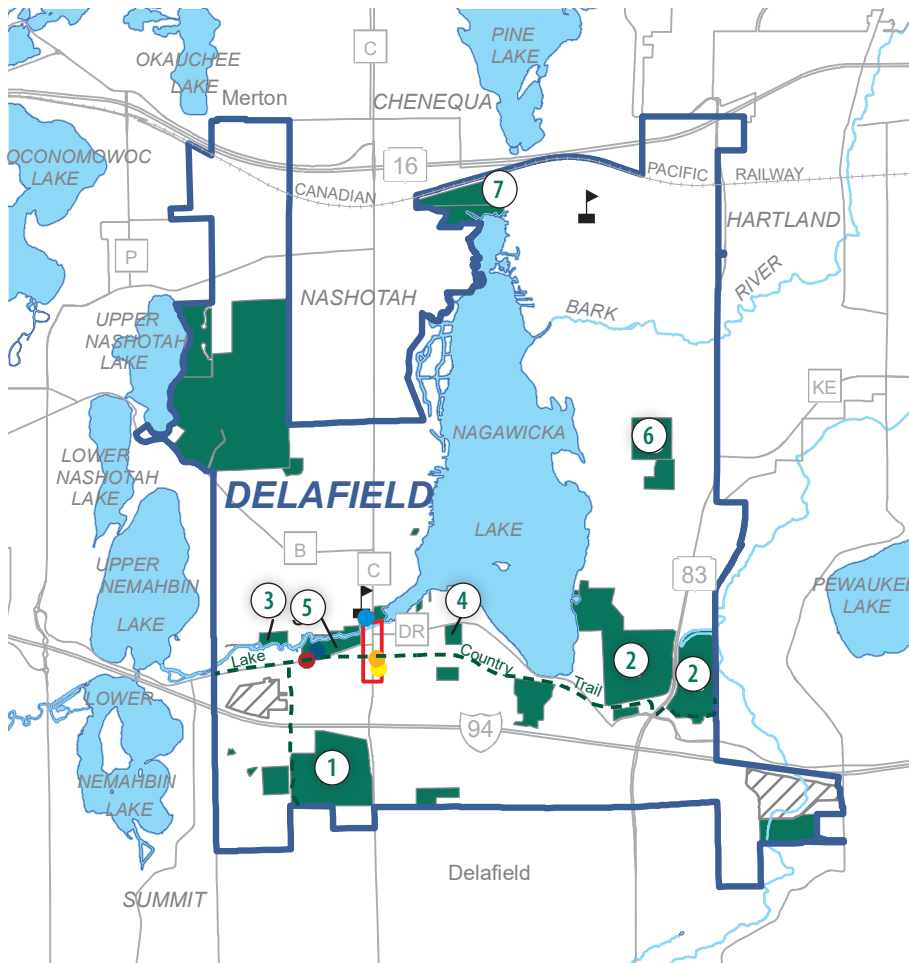 PINE
LAKE
C
OKAUCHEE
LAKE
Merton
CHENEQUA
OCONOMOWOC
LAKE
16
CANADIAN
PACIFIC
RAILWAY
7
HARTLAND
P
NASHOTAH
RIVER
BARK
UPPER
NASHOTAH
LAKE
KE
NAGAWICKA
6
LOWER
NASHOTAH
LAKE
DELAFIELD
LAKE
B
UPPER
NEMAHBIN
LAKE
C
83
PEWAUKEE
LAKE
3
5
4
DR
Lake
Country
Trail
2
2
LOWER
NEMAHBIN
LAKE
94
1
Delafield
SUMMIT